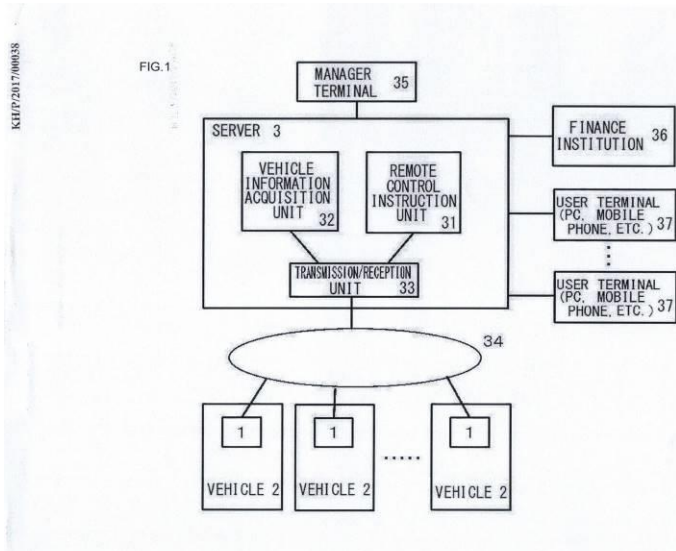 KH/P/2017/00038
FIG.1
MANAGER
TERMINAL 35
SERVER 3
VEHICLE
INFORMATION
ACQUISITION
UNIT
32
REMOTE
CONTROL
INSTRUCTION
UNIT
31
TRANSMISSION/RECEPTION
UNIT 33
FINANCE
INSTITUTION 36
USER TERMINAL
(PC, MOBILE
PHONE, ETC.) 37
USER TERMINAL
(PC, MOBILE
PHONE, ETC.) 37
34
1
1
1
VEHICLE 2
VEHICLE 2
VEHICLE 2